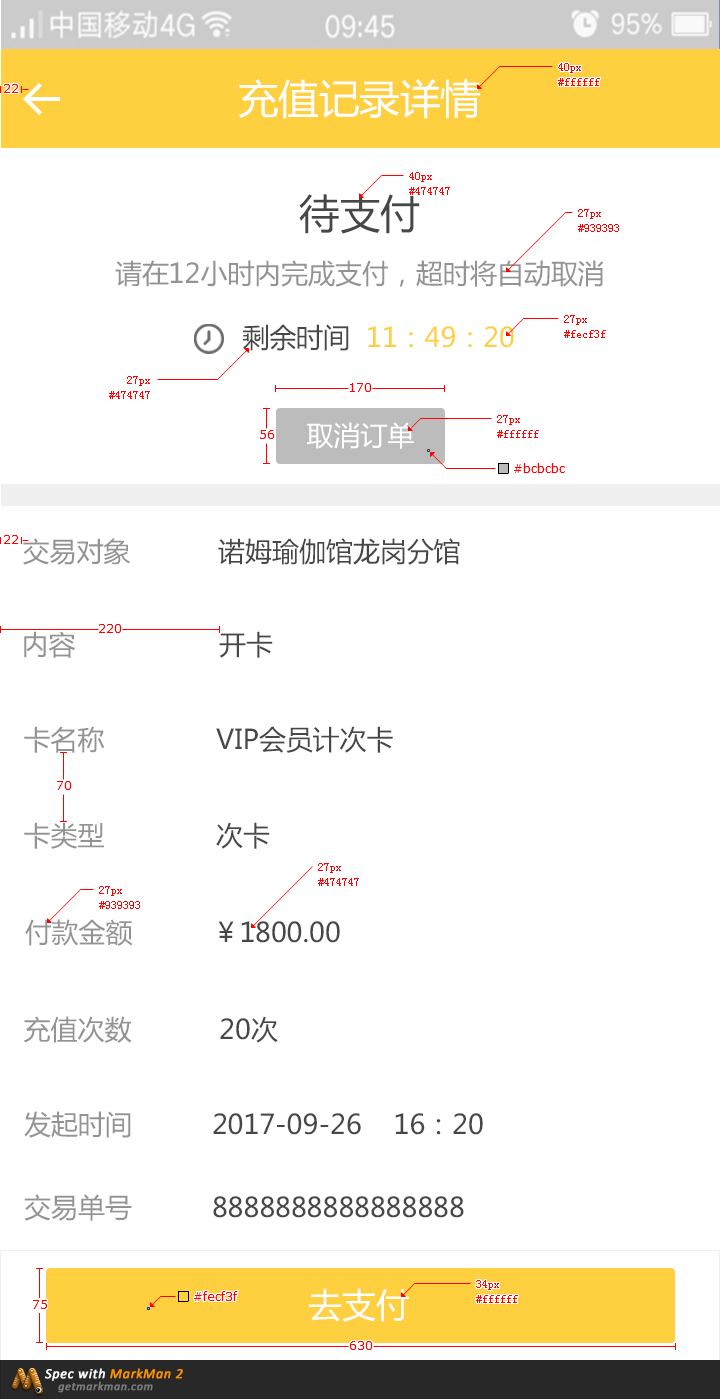 中国移动4G 09:45 95%
22 充值记录详情 40px
#ffffff
40px
#474747
待支付
27px
#939393
请在12小时内完成支付，超时将自动取消
27px
#fecf3f
剩余时间 11：49：20
27px
#474747
170
56 取消订单 27px
#ffffff
#bcbcbc
22 交易对象 诺姆瑜伽馆龙岗分馆
220
内容 开卡
卡名称 VIP会员计次卡
70
卡类型 次卡
27px
#474747
27px
#939393
付款金额 ¥1800.00
充值次数 20次
发起时间 2017-09-26 16：20
交易单号 8888888888888888
#fecf3f 34px
#ffffff
75 去支付
630
Spec with MarkMan 2
getmarkman.com